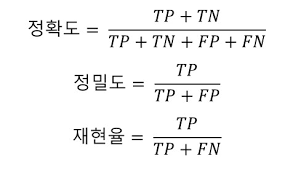 정확도 = TP + TN / TP + TN + FP + FN
정밀도 = TP / TP + FP
재현율 = TP / TP + FN